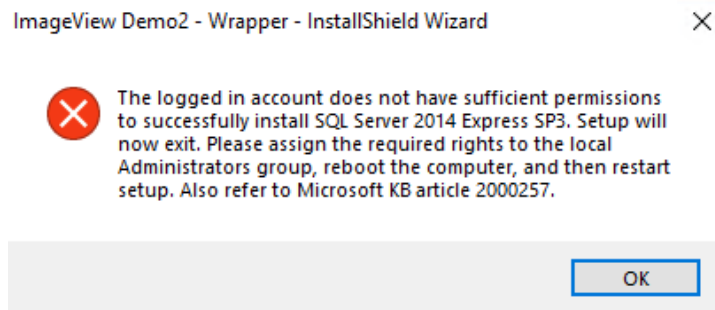 ImageView Demo2 - Wrapper - InstallShield Wizard
The logged in account does not have sufficient permissions
to successfully install SQL Server 2014 Express SP3. Setup will
now exit. Please assign the required rights to the local
Administrators group, reboot the computer, and then restart
setup. Also refer to Microsoft KB article 2000257.
OK